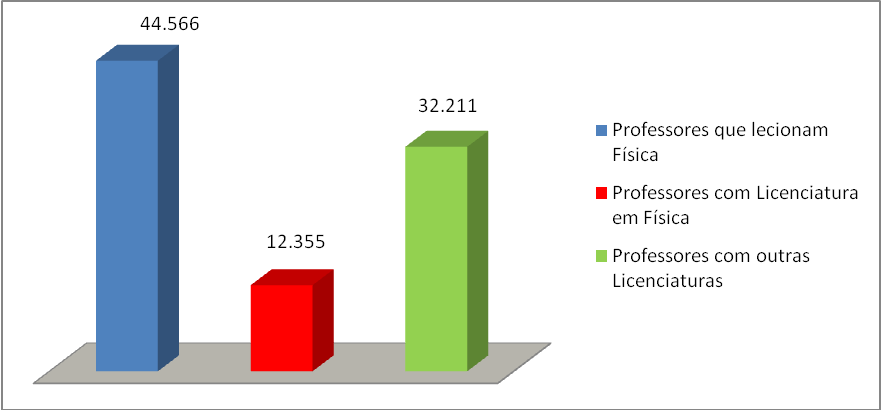 44.566
32.211
12.355
Professores que lecionam
Física
Professores com Licenciatura
em Física
Professores com outras
Licenciaturas